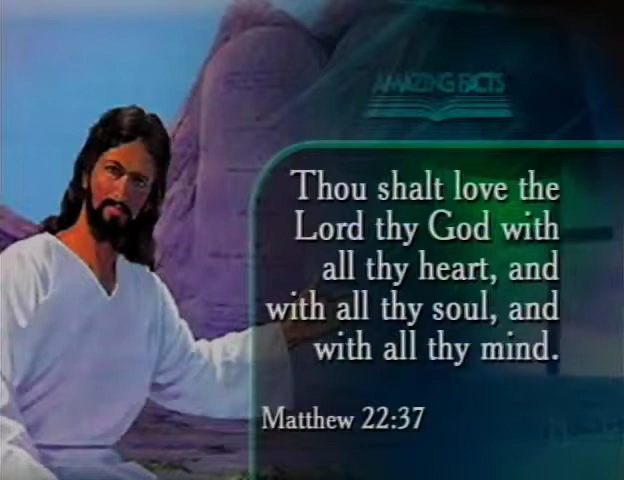 AMAZING FACTS
Thou shalt love the
Lord thy God with
all thy heart, and
with all thy soul, and
with all thy mind.
Matthew 22:37